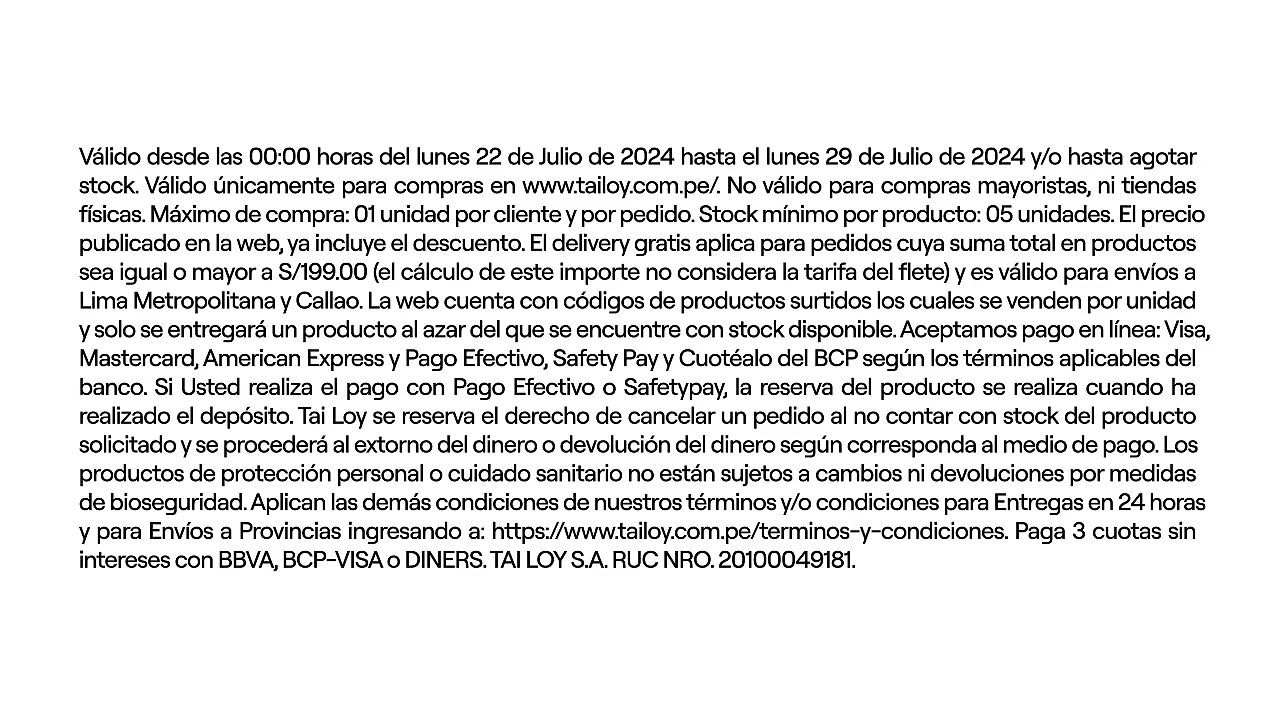 Válido desde las 00:00 horas del lunes 22 de Julio de 2024 hasta el lunes 29 de Julio de 2024 y/o hasta agotar
stock. Válido únicamente para compras en www.tailoy.com.pe/. No válido para compras mayoristas, ni tiendas
físicas. Máximo de compra: 01 unidad por cliente y por pedido. Stock mínimo por producto: 05 unidades. El precio
publicado en la web, ya incluye el descuento. El delivery gratis aplica para pedidos cuya suma total en productos
sea igual o mayor a S/199.00 (el cálculo de este importe no considera la tarifa del flete) y es válido para envíos a
Lima Metropolitana y Callao. La web cuenta con códigos de productos surtidos los cuales se venden por unidad
y solo se entregará un producto al azar del que se encuentre con stock disponible. Aceptamos pago en línea: Visa,
Mastercard, American Express y Pago Efectivo, Safety Pay y Cuotéalo del BCP según los términos aplicables del
banco. Si Usted realiza el pago con Pago Efectivo o Safetypay, la reserva del producto se realiza cuando ha
realizado el depósito. Tai Loy se reserva el derecho de cancelar un pedido al no contar con stock del producto
solicitado y se procederá al extorno del dinero o devolución del dinero según corresponda al medio de pago. Los
productos de protección personal o cuidado sanitario no están sujetos a cambios ni devoluciones por medidas
de bioseguridad. Aplican las demás condiciones de nuestros términos y/o condiciones para Entregas en 24 horas
y para Envíos a Provincias ingresando a: https://www.tailoy.com.pe/terminos-y-condiciones. Paga 3 cuotas sin
intereses con BBVA, BCP-VISA o DINERS. TAI LOY S.A. RUC NRO. 20100049181.